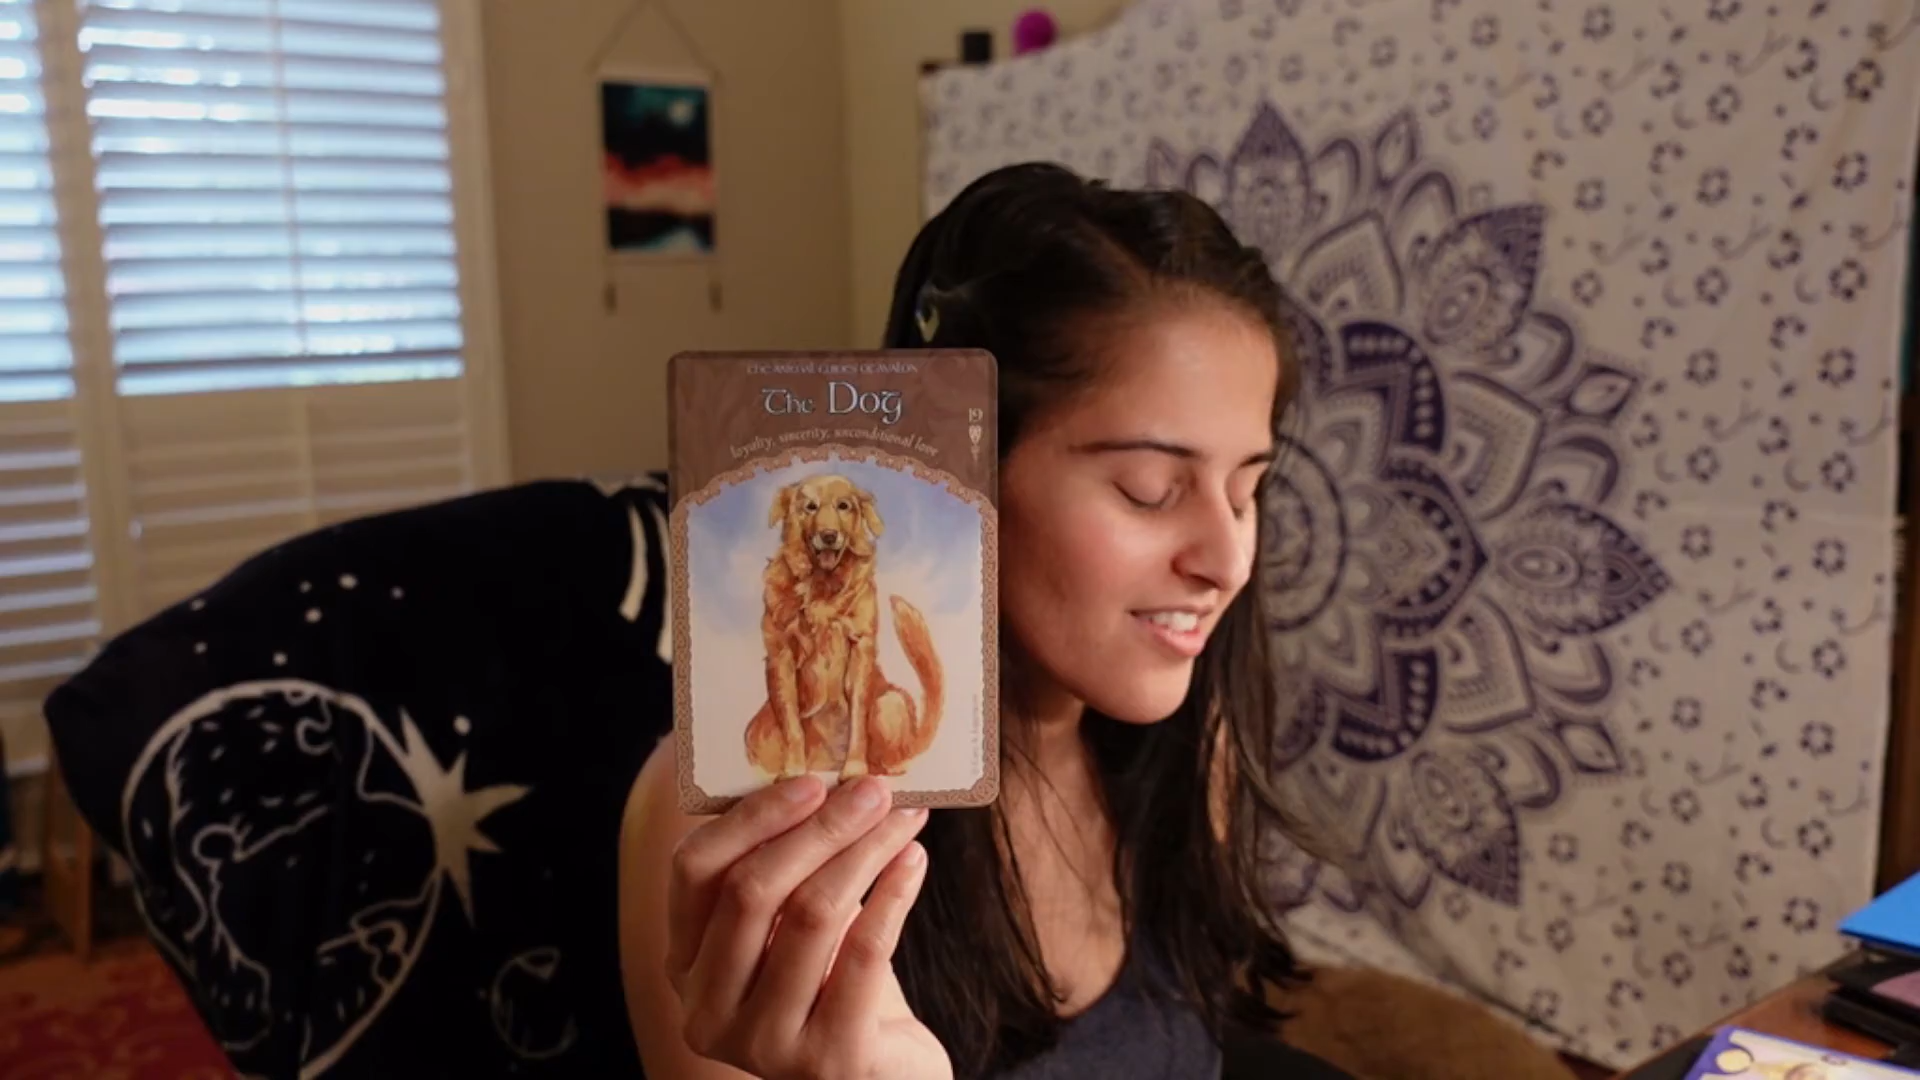 The Animal Guides of Avalon
The Dog
19
loyalty, sincerity, unconditional love